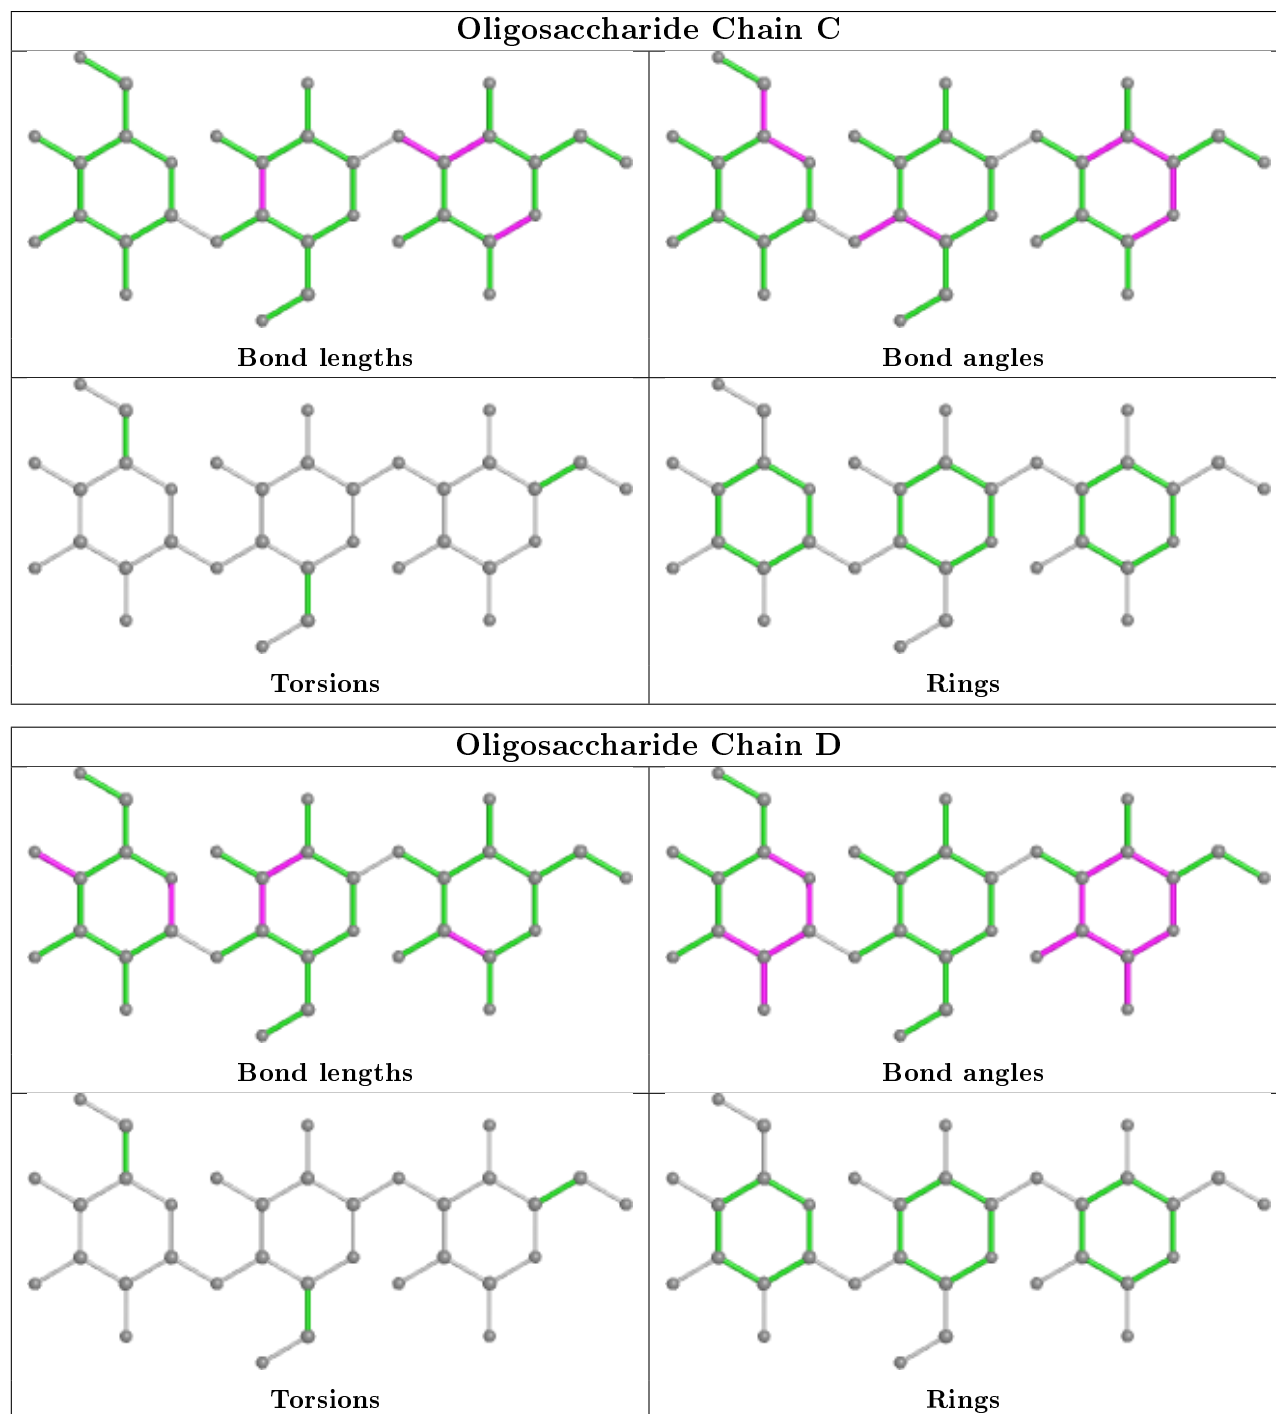 Oligosaccharide Chain C
Bond lengths
Bond angles
Torsions
Rings
Oligosaccharide Chain D
Bond lengths
Bond angles
Torsions
Rings